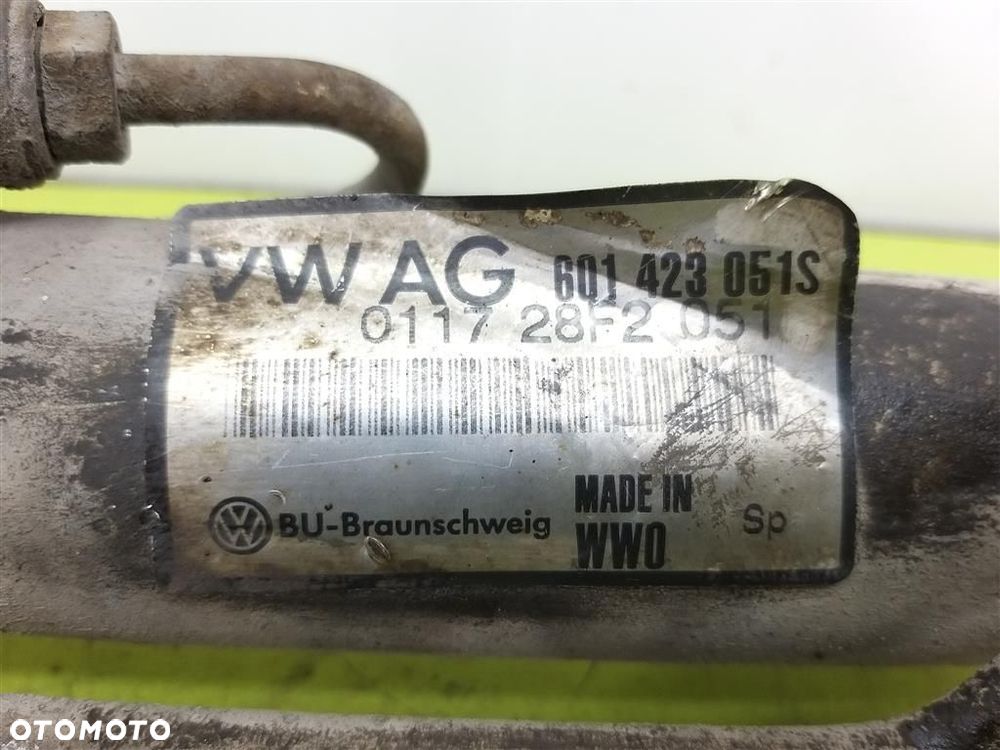 VW AG 6Q1 423 051S
0117 28F2 051
BU-Braunschweig
MADE IN
WWO
Sp
OTOMOTO